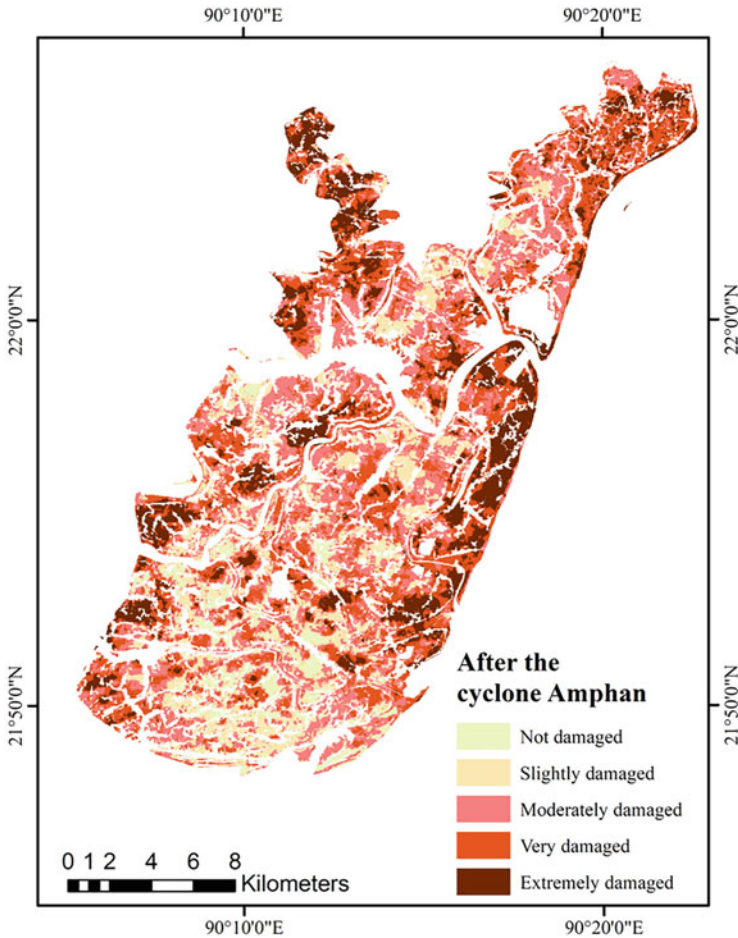 90°10'0"E 90°20'0"E
22°0'0"N 22°0'0"N
21°50'0"N 21°50'0"N
After the
cyclone Amphan
Not damaged
Slightly damaged
Moderately damaged
Very damaged
Extremely damaged
0 1 2 4 6 8
Kilometers
90°10'0"E 90°20'0"E